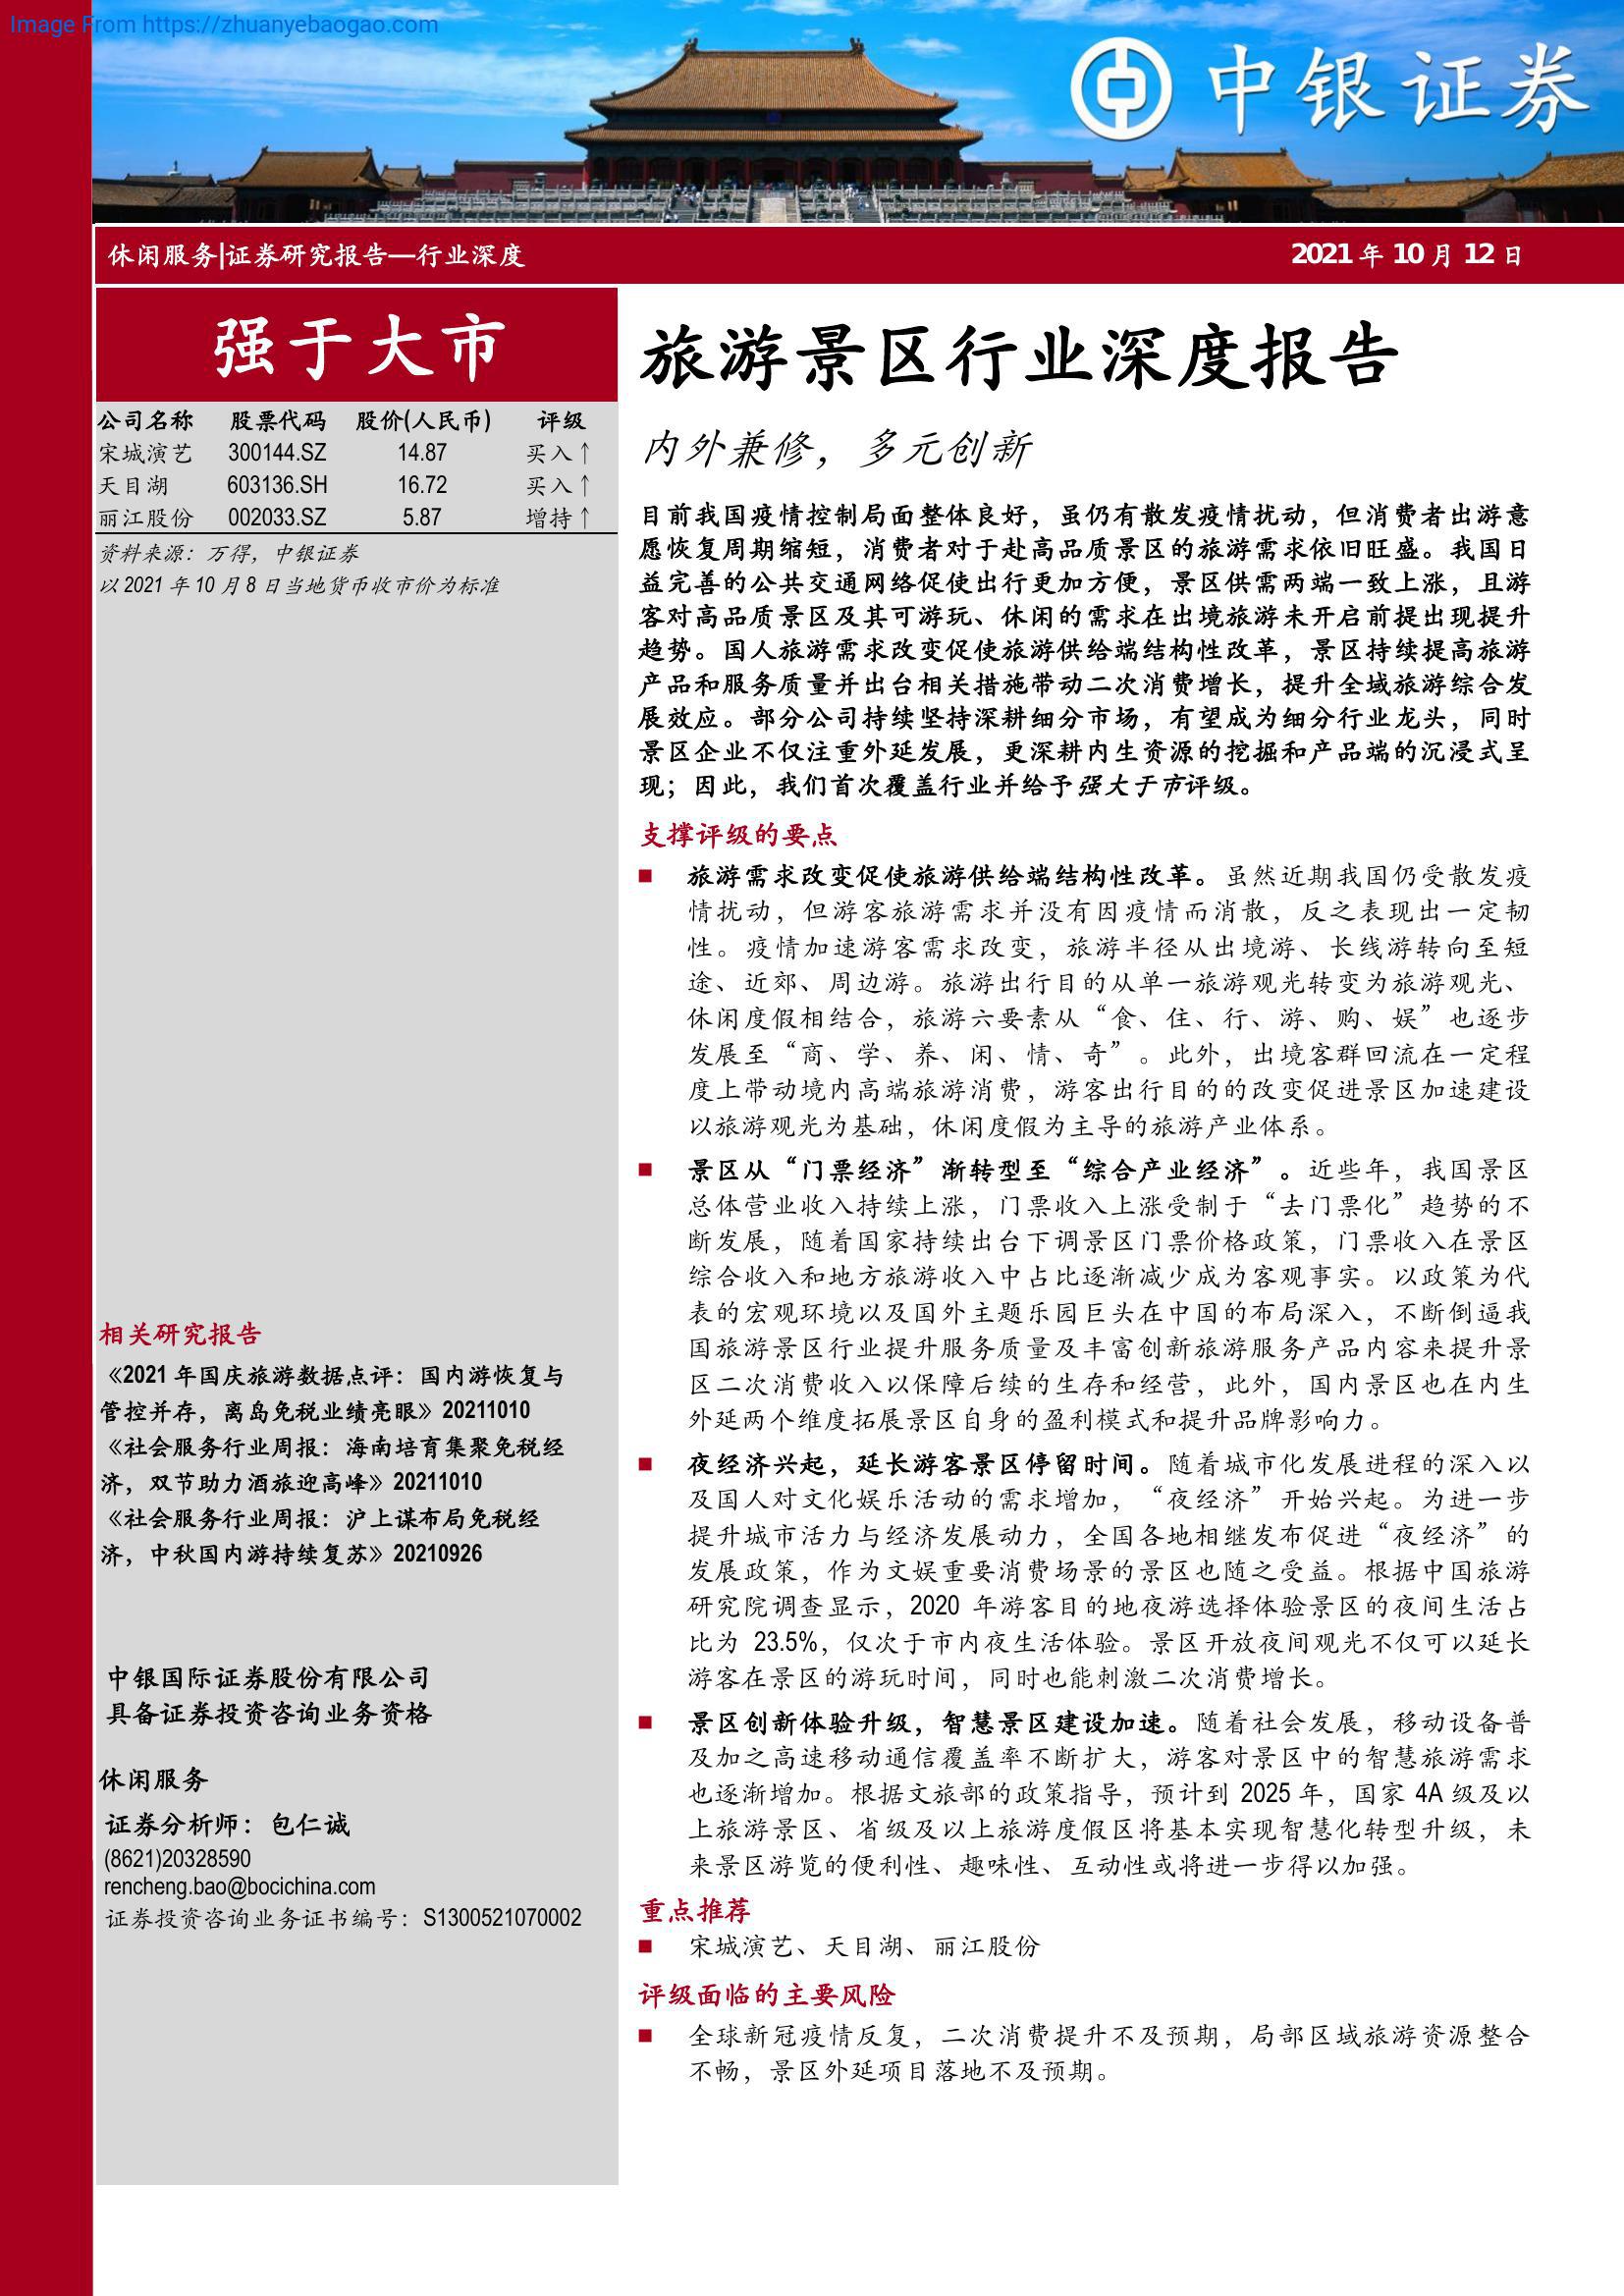 Image From https://zhuanyebaogao.com
中银证券
休闲服务|证券研究报告—行业深度
2021 年 10 月 12 日
强于大市
公司名称 股票代码 股价(人民币) 评级
宋城演艺 300144.SZ 14.87 买入↑
天目湖 603136.SH 16.72 买入↑
丽江股份 002033.SZ 5.87 增持↑
资料来源：万得，中银证券
以 2021 年 10 月 8 日当地货币收市价为标准
相关研究报告
《2021 年国庆旅游数据点评：国内游恢复与
管控并存，离岛免税业绩亮眼》20211010
《社会服务行业周报：海南培育集聚免税经
济，双节助力酒旅迎高峰》20211010
《社会服务行业周报：沪上谋布局免税经
济，中秋国内游持续复苏》20210926
中银国际证券股份有限公司
具备证券投资咨询业务资格
休闲服务
证券分析师：包仁诚
(8621)20328590
rencheng.bao@bocichina.com
证券投资咨询业务证书编号：S1300521070002
旅游景区行业深度报告
内外兼修，多元创新
目前我国疫情控制局面整体良好，虽仍有散发疫情扰动，但消费者出游意
愿恢复周期缩短，消费者对于赴高品质景区的旅游需求依旧旺盛。我国日
益完善的公共交通网络促使出行更加方便，景区供需两端一致上涨，且游
客对高品质景区及其可游玩、休闲的需求在出境旅游未开启前提出现提升
趋势。国人旅游需求改变促使旅游供给端结构性改革，景区持续提高旅游
产品和服务质量并出台相关措施带动二次消费增长，提升全域旅游综合发
展效应。部分公司持续坚持深耕细分市场，有望成为细分行业龙头，同时
景区企业不仅注重外延发展，更深耕内生资源的挖掘和产品端的沉浸式呈
现；因此，我们首次覆盖行业并给予强大于市评级。
支撑评级的要点
■ 旅游需求改变促使旅游供给端结构性改革。虽然近期我国仍受散发疫
情扰动，但游客旅游需求并没有因疫情而消散，反之表现出一定韧
性。疫情加速游客需求改变，旅游半径从出境游、长线游转向至短
途、近郊、周边游。旅游出行目的从单一旅游观光转变为旅游观光、
休闲度假相结合，旅游六要素从“食、住、行、游、购、娱”也逐步
发展至“商、学、养、闲、情、奇”。此外，出境客群回流在一定程
度上带动境内高端旅游消费，游客出行目的的改变促进景区加速建设
以旅游观光为基础，休闲度假为主导的旅游产业体系。
■ 景区从“门票经济”渐转型至“综合产业经济”。近些年，我国景区
总体营业收入持续上涨，门票收入上涨受制于“去门票化”趋势的不
断发展，随着国家持续出台下调景区门票价格政策，门票收入在景区
综合收入和地方旅游收入中占比逐渐减少成为客观事实。以政策为代
表的宏观环境以及国外主题乐园巨头在中国的布局深入，不断倒逼我
国旅游景区行业提升服务质量及丰富创新旅游服务产品内容来提升景
区二次消费收入以保障后续的生存和经营，此外，国内景区也在内生
外延两个维度拓展景区自身的盈利模式和提升品牌影响力。
■ 夜经济兴起，延长游客景区停留时间。随着城市化发展进程的深入以
及国人对文化娱乐活动的需求增加，“夜经济”开始兴起。为进一步
提升城市活力与经济发展动力，全国各地相继发布促进“夜经济”的
发展政策，作为文娱重要消费场景的景区也随之受益。根据中国旅游
研究院调查显示，2020 年游客目的地夜游选择体验景区的夜间生活占
比为 23.5%，仅次于市内夜生活体验。景区开放夜间观光不仅可以延长
游客在景区的游玩时间，同时也能刺激二次消费增长。
■ 景区创新体验升级，智慧景区建设加速。随着社会发展，移动设备普
及加之高速移动通信覆盖率不断扩大，游客对景区中的智慧旅游需求
也逐渐增加。根据文旅部的政策指导，预计到 2025 年，国家 4A 级及以
上旅游景区、省级及以上旅游度假区将基本实现智慧化转型升级，未
来景区游览的便利性、趣味性、互动性或将进一步得以加强。
重点推荐
■ 宋城演艺、天目湖、丽江股份
评级面临的主要风险
■ 全球新冠疫情反复，二次消费提升不及预期，局部区域旅游资源整合
不畅，景区外延项目落地不及预期。